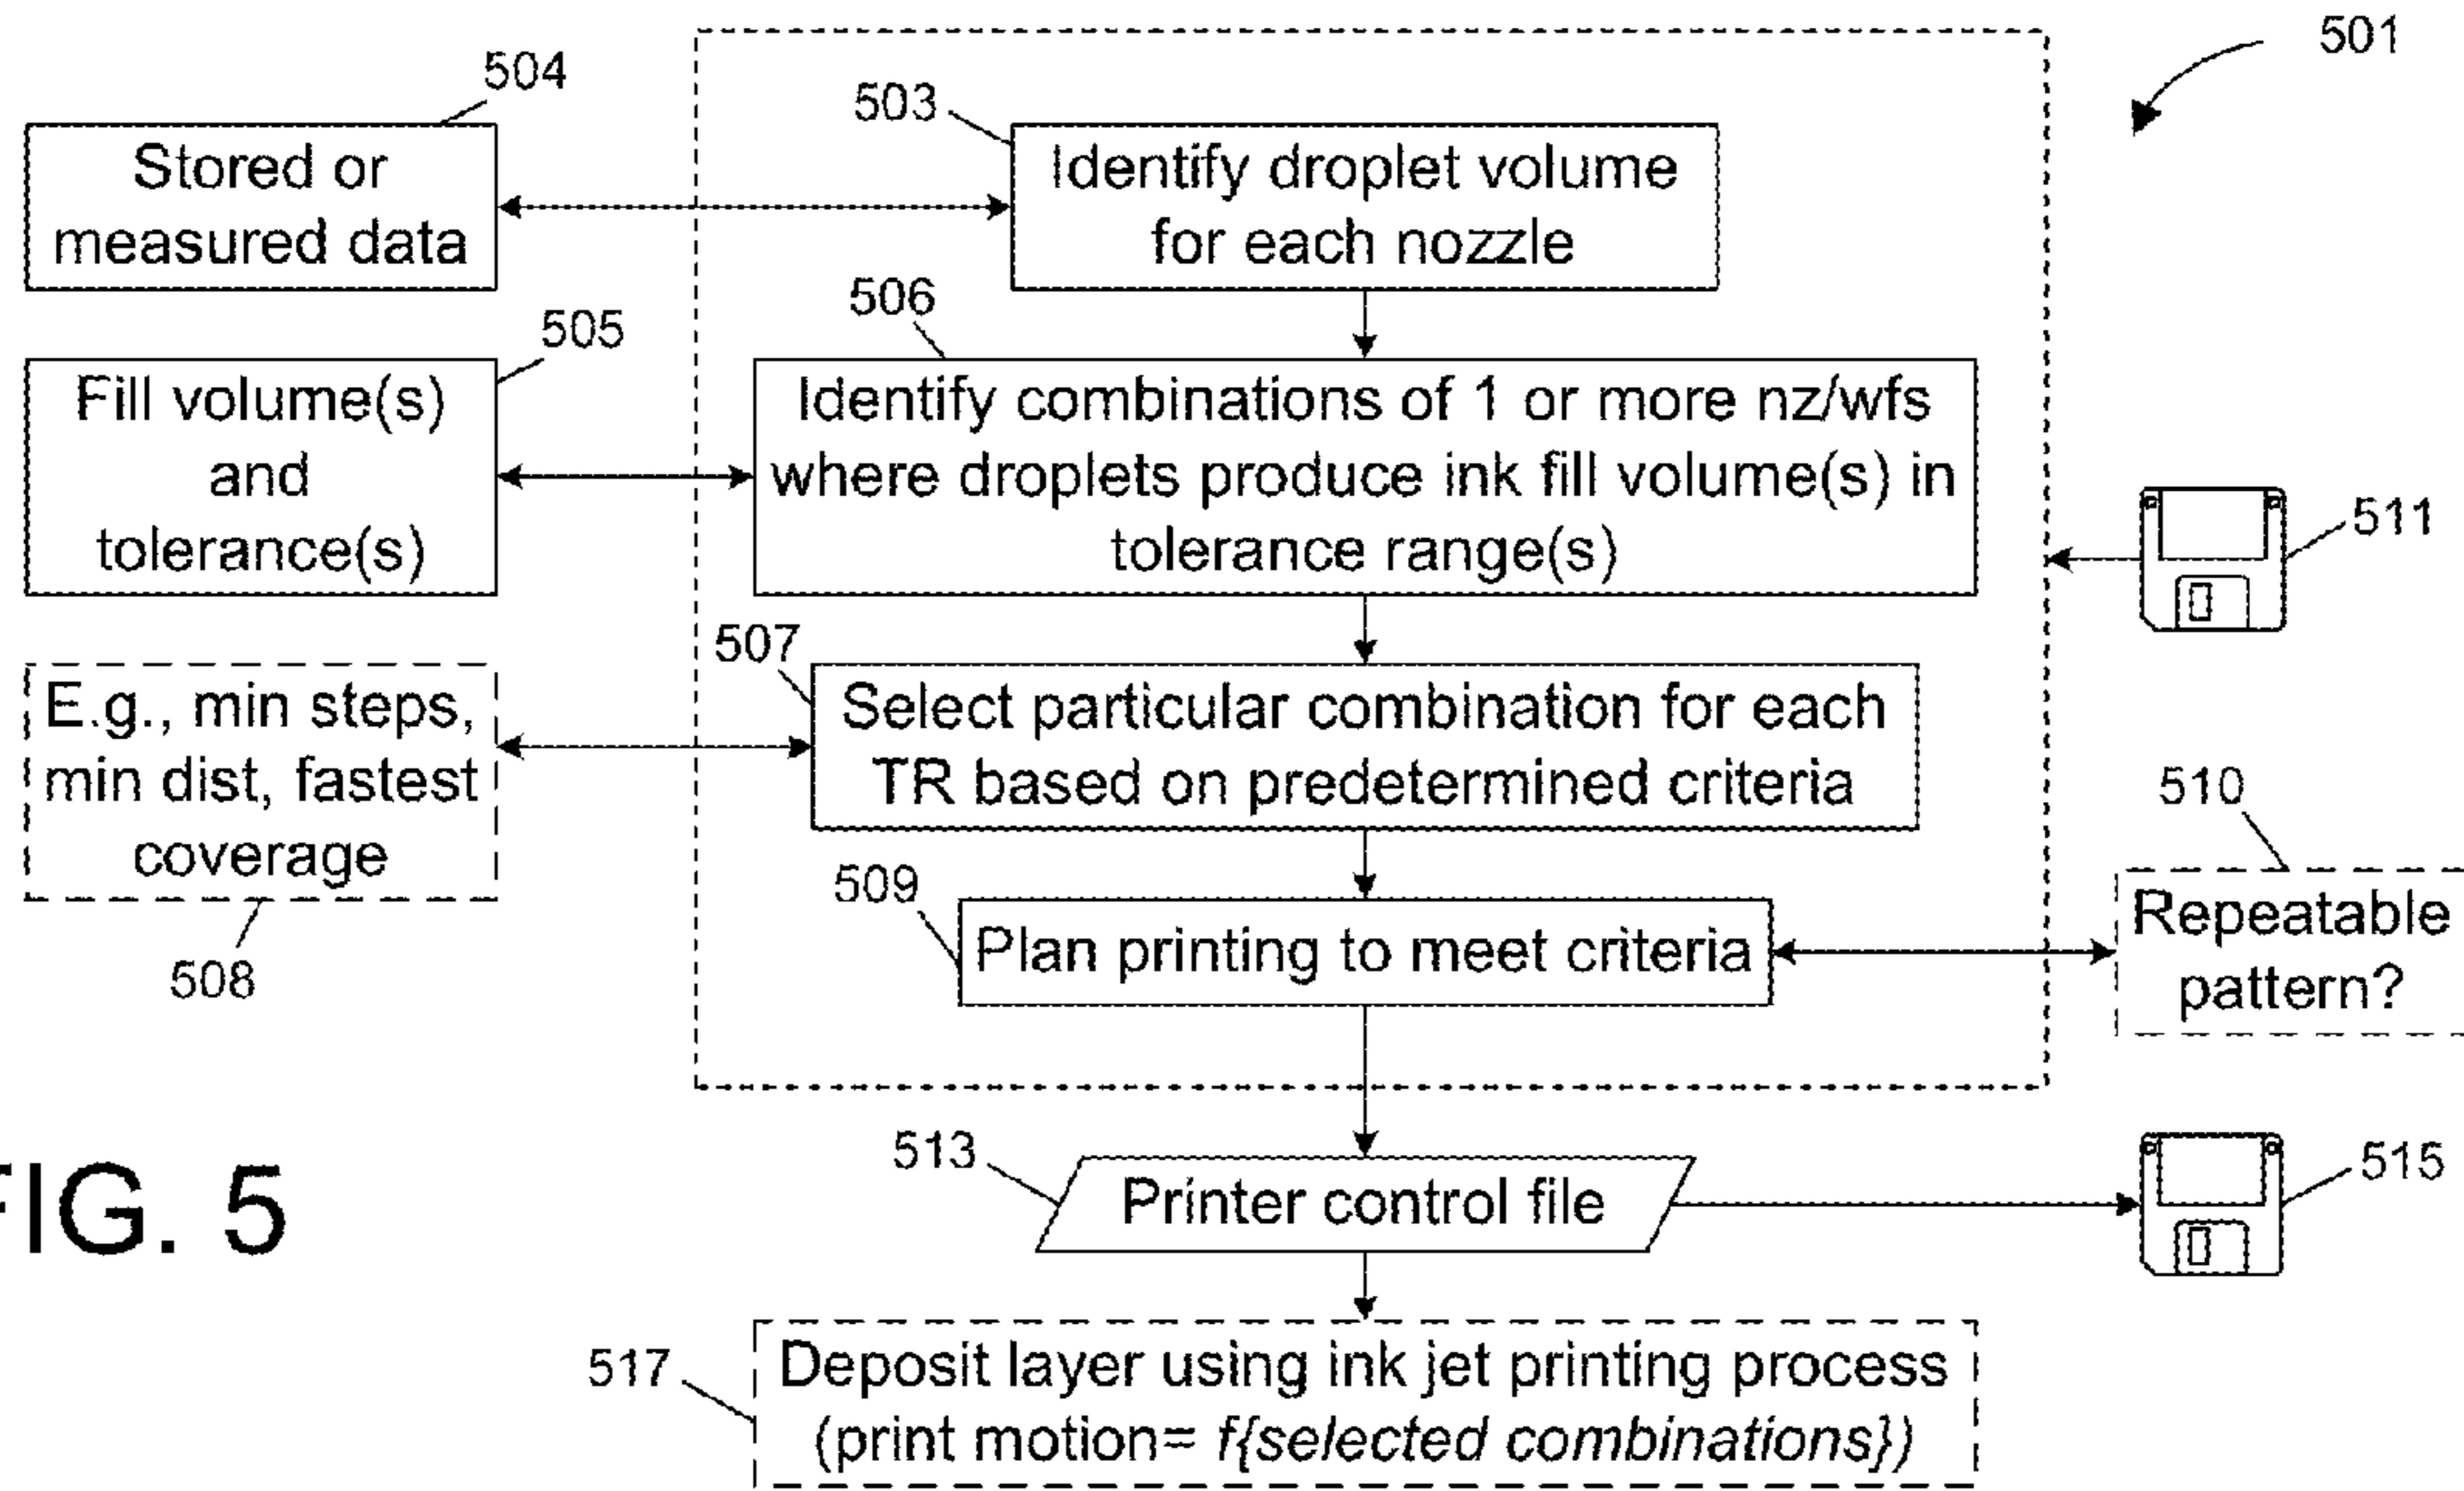 501
504
Stored or
measured data
503
Identify droplet volume
for each nozzle
505
Fill volume(s)
and
tolerance(s)
506
Identify combinations of 1 or more nz/wfs
where droplets produce ink fill volume(s) in
tolerance range(s)
511
507
Select particular combination for each
TR based on predetermined criteria
E.g., min steps,
min dist, fastest
coverage
508
509
Plan printing to meet criteria
510
Repeatable
pattern?
513
Printer control file
515
517
Deposit layer using ink jet printing process
(print motion= f{selected combinations})
FIG. 5